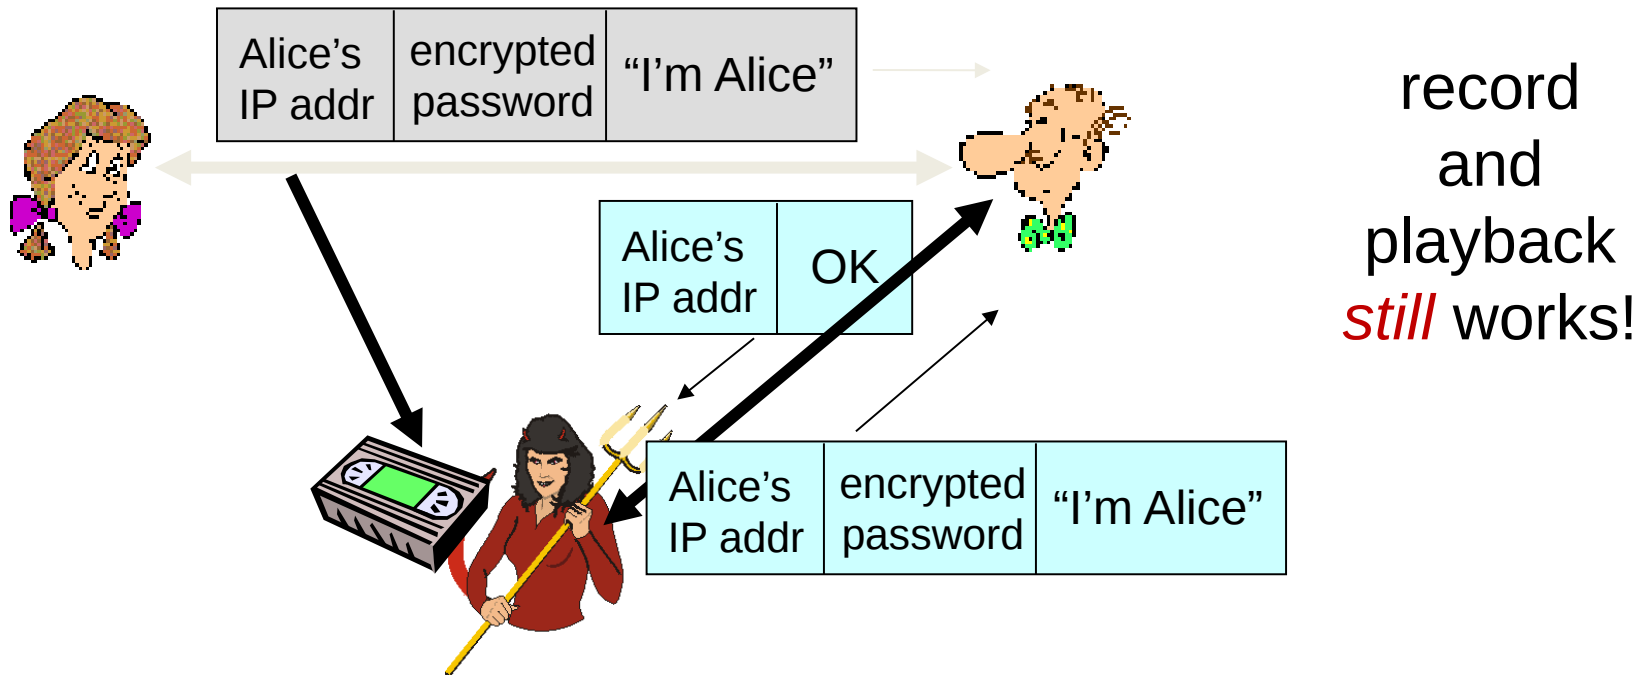 Alice’s
IP addr
encrypted
password
“I’m Alice”
record
and
playback
still works!
Alice’s
IP addr
OK
Alice’s
IP addr
encrypted
password
“I’m Alice”